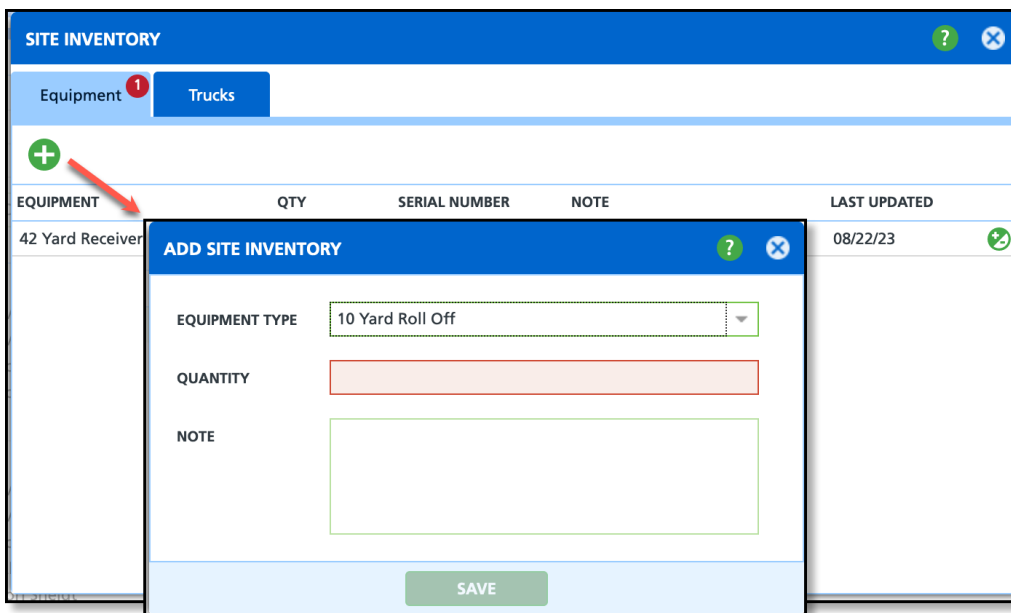 SITE INVENTORY
?
Equipment 1
Trucks
EQUIPMENT QTY SERIAL NUMBER NOTE LAST UPDATED
42 Yard Receiver 08/22/23
ADD SITE INVENTORY
?
EQUIPMENT TYPE 10 Yard Roll Off
QUANTITY
NOTE
SAVE